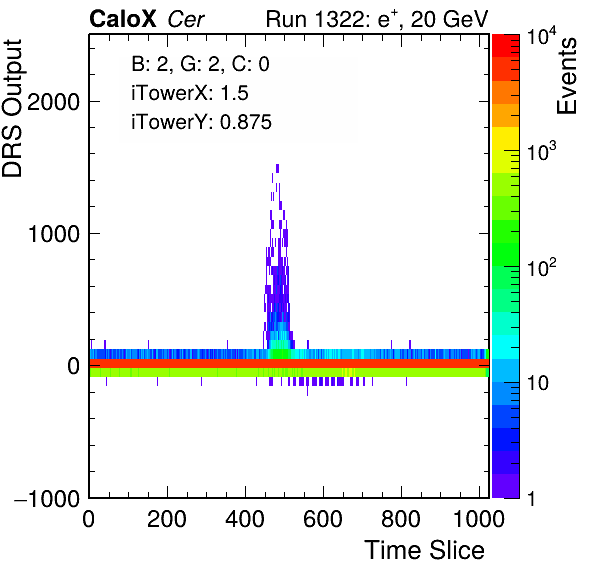 CaloX Cer Run 1322: e+, 20 GeV
B: 2, G: 2, C: 0
iTowerX: 1.5
iTowerY: 0.875
DRS Output
2000
1000
0
−1000
0 200 400 600 800 1000
Time Slice
Events
10^4
10^3
10^2
10
1